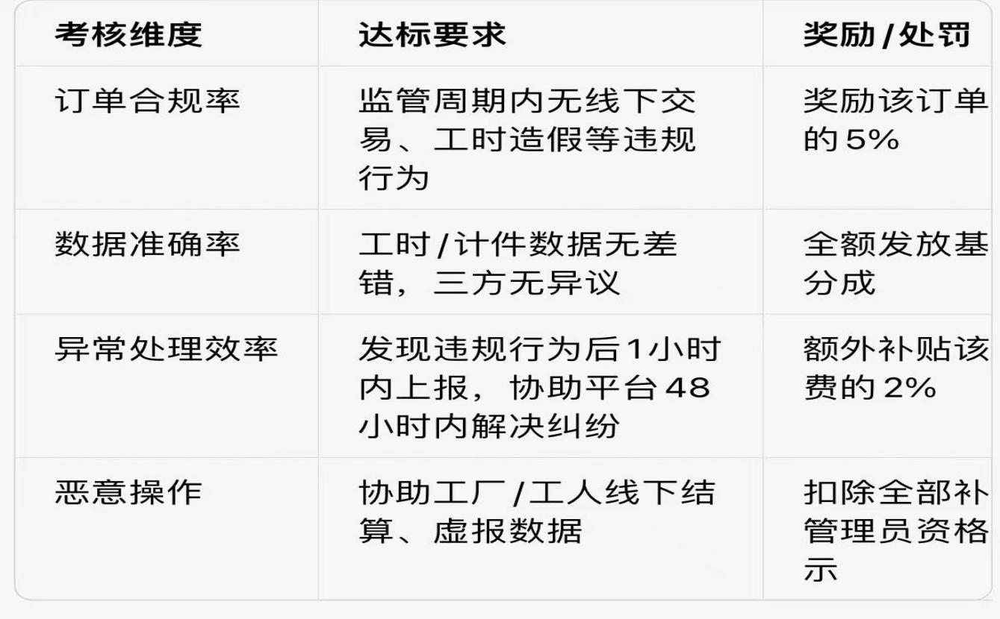 考核维度
达标要求
奖励/处罚
订单合规率
监管周期内无线下交
易、工时造假等违规
行为
奖励该订单
的5%
数据准确率
工时/计件数据无差
错，三方无异议
全额发放基
分成
异常处理效率
发现违规行为后1小时
内上报，协助平台48
小时内解决纠纷
额外补贴该
费的2%
恶意操作
协助工厂/工人线下结
算、虚报数据
扣除全部补
管理员资格
示